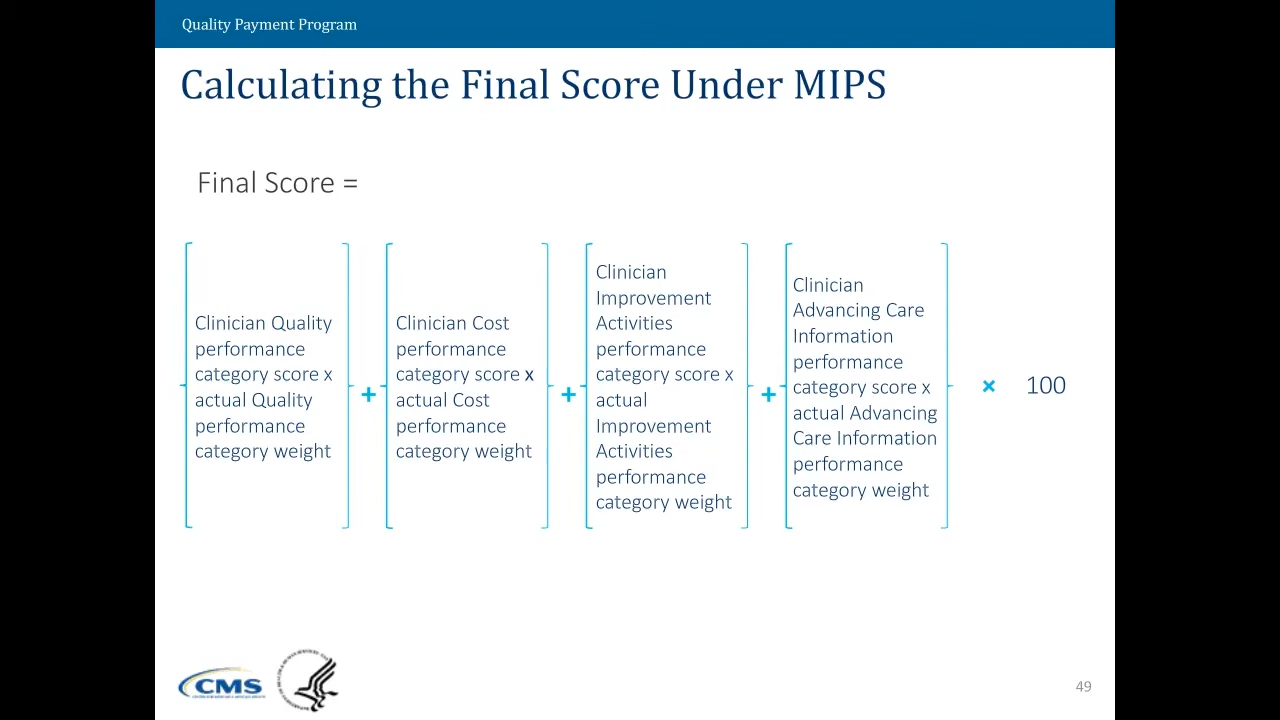 Quality Payment Program
Calculating the Final Score Under MIPS
Final Score =
Clinician Quality
performance
category score x
actual Quality
performance
category weight
+
Clinician Cost
performance
category score x
actual Cost
performance
category weight
+
Clinician
Improvement
Activities
performance
category score x
actual
Improvement
Activities
performance
category weight
+
Clinician
Advancing Care
Information
performance
category score x
actual Advancing
Care Information
performance
category weight
× 100
CMS
49